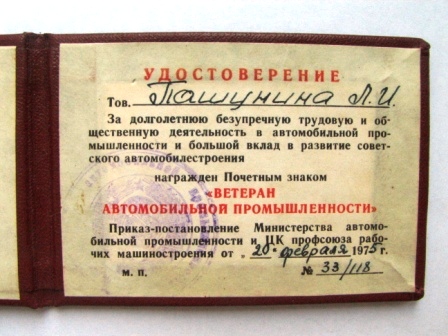 УДОСТОВЕРЕНИЕ
Тов. Пашунина Л.И.
За долголетнюю безупречную трудовую и об-
щественную деятельность в автомобильной про-
мышленности и большой вклад в развитие совет-
ского автомобилестроения
награжден Почетным знаком
«ВЕТЕРАН
АВТОМОБИЛЬНОЙ ПРОМЫШЛЕННОСТИ»
Приказ-постановление Министерства автомо-
бильной промышленности и ЦК профсоюза рабо-
чих машиностроения от „20“ февраля 1975 г.
м. п. № 33/118